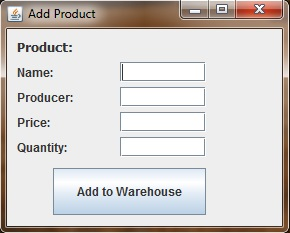 Add Product
Product:
Name:
Producer:
Price:
Quantity:
Add to Warehouse